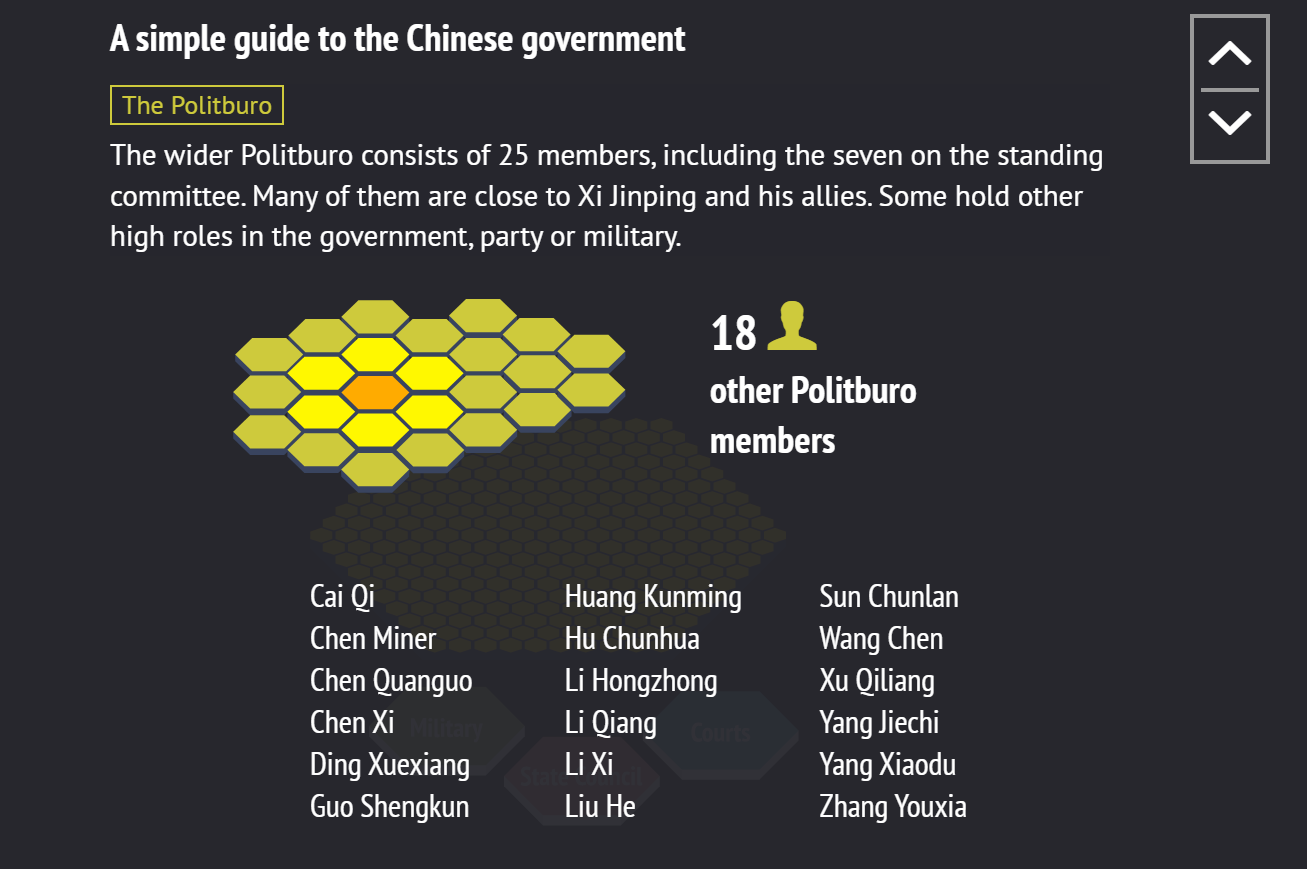 A simple guide to the Chinese government
The Politburo
The wider Politburo consists of 25 members, including the seven on the standing
committee. Many of them are close to Xi Jinping and his allies. Some hold other
high roles in the government, party or military.
18
other Politburo
members
Cai Qi
Chen Miner
Chen Quanguo
Chen Xi
Ding Xuexiang
Guo Shengkun
Huang Kunming
Hu Chunhua
Li Hongzhong
Li Qiang
Li Xi
Liu He
Sun Chunlan
Wang Chen
Xu Qiliang
Yang Jiechi
Yang Xiaodu
Zhang Youxia
Military
State Council
Courts